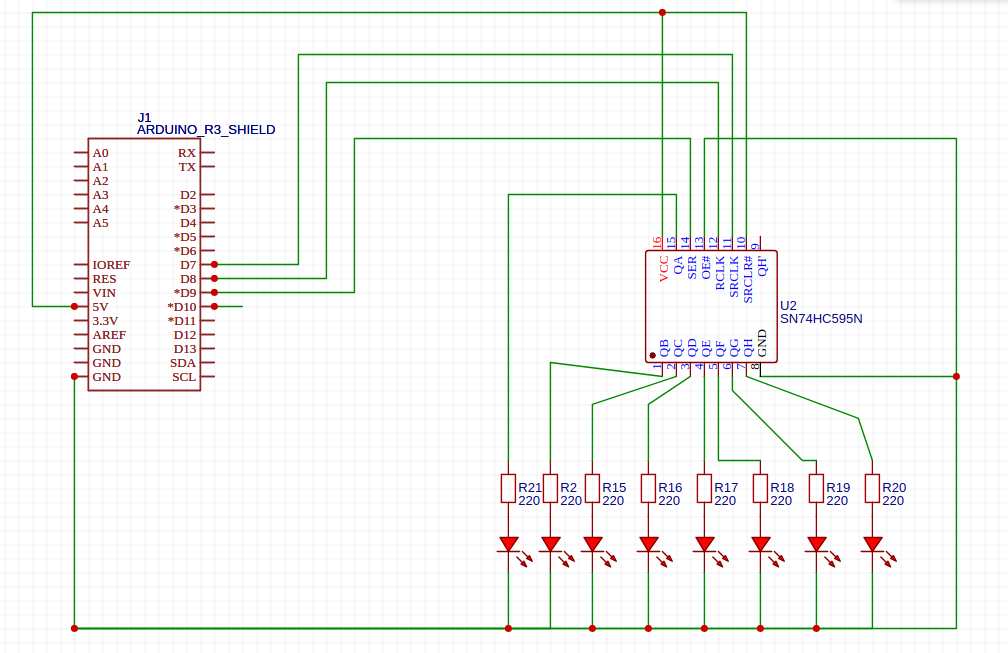 J1
ARDUINO_R3_SHIELD
A0 RX
A1 TX
A2
A3 D2
A4 *D3
A5 D4
*D5
*D6
IOREF D7
RES D8
VIN *D9
5V *D10
3.3V *D11
AREF D12
GND D13
GND SDA
GND SCL
16 15 14 13 12 11 10 9
VCC QA SER OE# RCLK SRCLK SRCLR# QH'
U2
SN74HC595N
QB QC QD QE QF QG QH GND
1 2 3 4 5 6 7 8
R21 R2 R15 R16 R17 R18 R19 R20
220 220 220 220 220 220 220 220